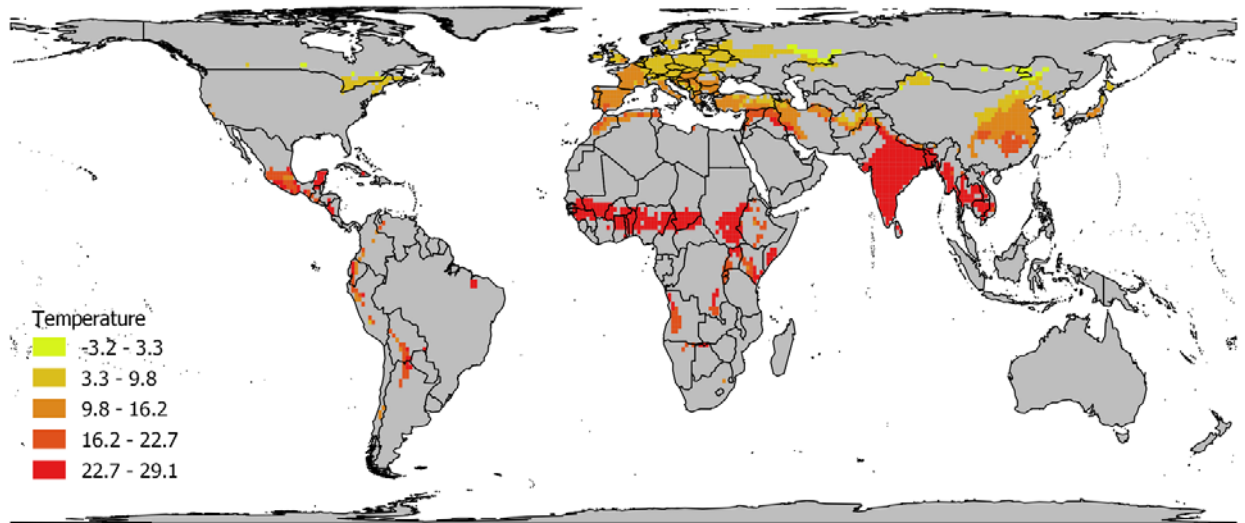 Temperature
-3.2 - 3.3
3.3 - 9.8
9.8 - 16.2
16.2 - 22.7
22.7 - 29.1